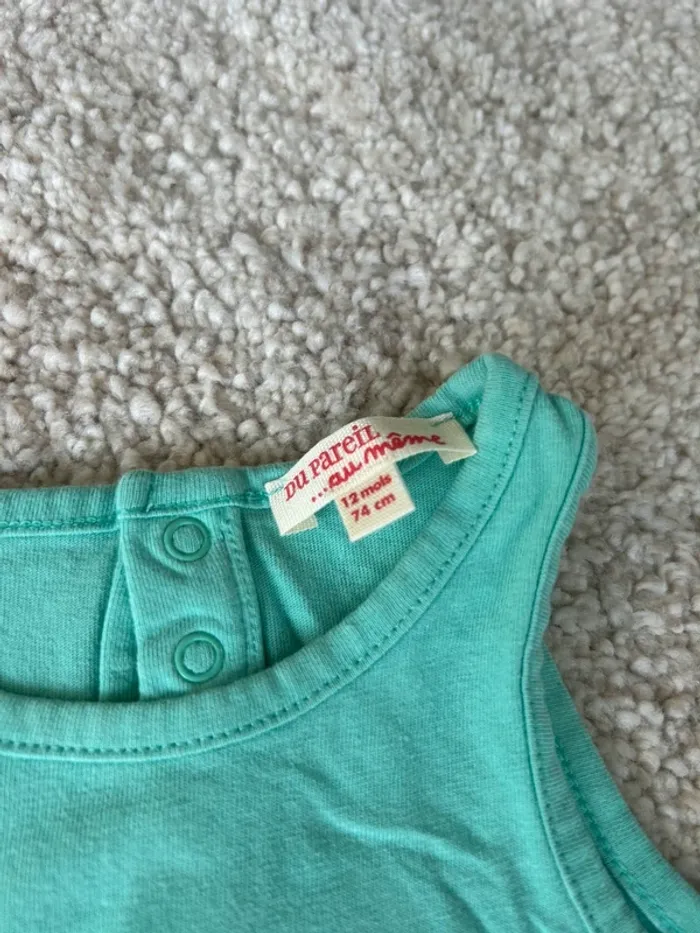 DU PAREIL
...au même
12 mois
74 cm